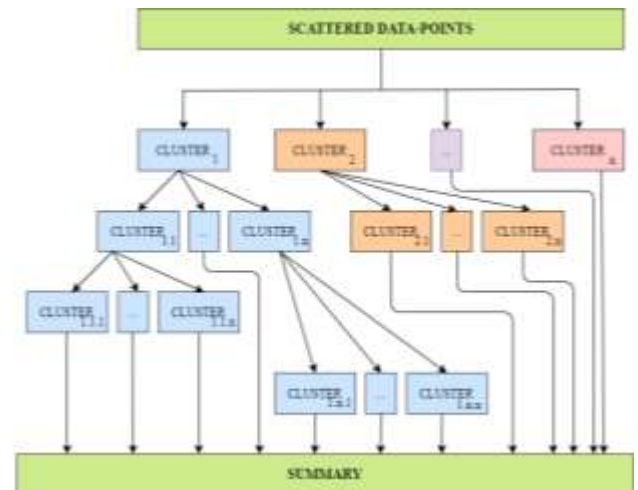 SCATTERED DATA-POINTS
CLUSTER 1
CLUSTER 2
...
CLUSTER n
CLUSTER 1.1
...
CLUSTER 1.n
CLUSTER 2.1
...
CLUSTER 2.n
CLUSTER 1.1.1
...
CLUSTER 1.1.n
CLUSTER 1.n.1
...
CLUSTER 1.n.n
SUMMARY